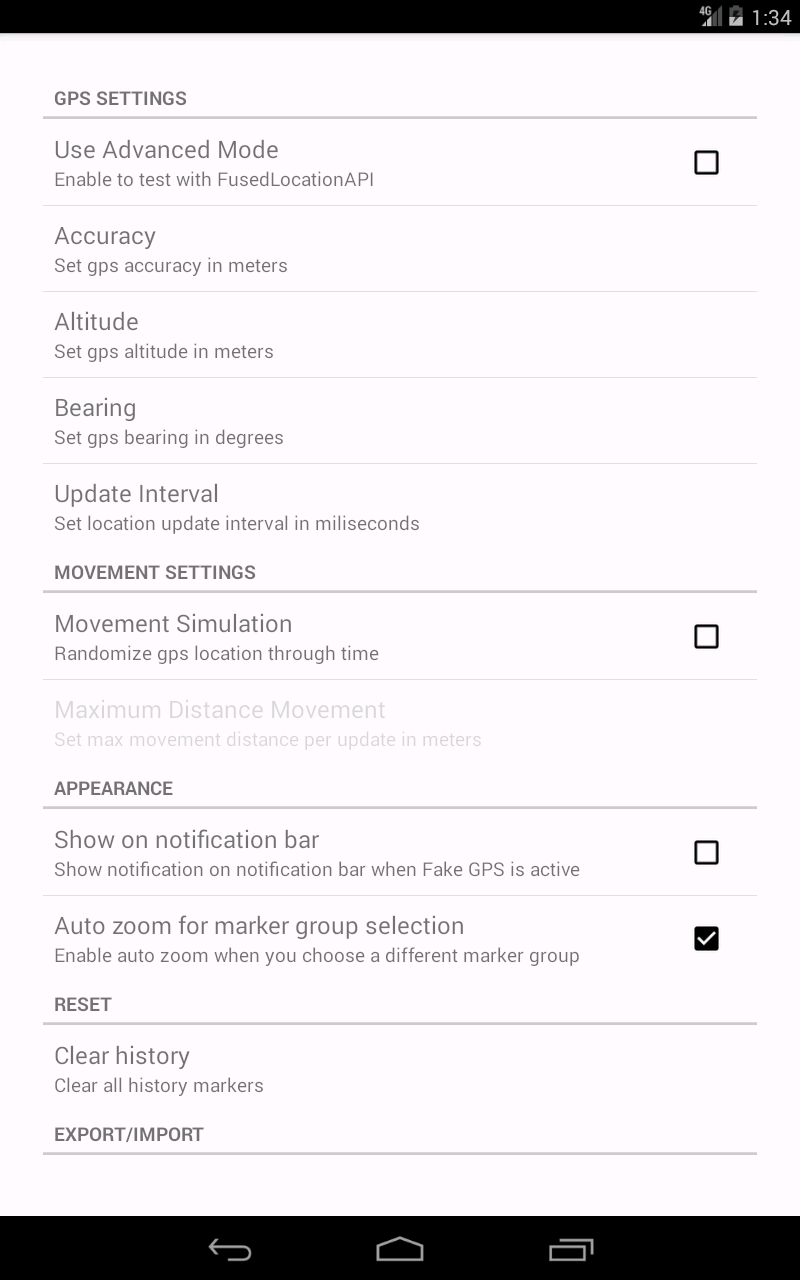 4G 1:34
GPS SETTINGS
Use Advanced Mode
Enable to test with FusedLocationAPI
Accuracy
Set gps accuracy in meters
Altitude
Set gps altitude in meters
Bearing
Set gps bearing in degrees
Update Interval
Set location update interval in miliseconds
MOVEMENT SETTINGS
Movement Simulation
Randomize gps location through time
Maximum Distance Movement
Set max movement distance per update in meters
APPEARANCE
Show on notification bar
Show notification on notification bar when Fake GPS is active
Auto zoom for marker group selection
Enable auto zoom when you choose a different marker group
RESET
Clear history
Clear all history markers
EXPORT/IMPORT